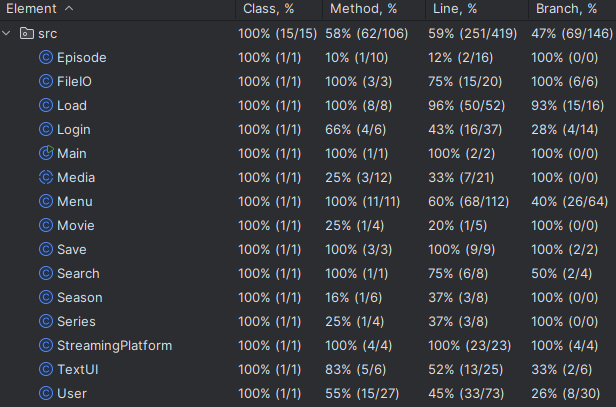 Element Class, % Method, % Line, % Branch, %
src 100% (15/15) 58% (62/106) 59% (251/419) 47% (69/146)
Episode 100% (1/1) 10% (1/10) 12% (2/16) 100% (0/0)
FileIO 100% (1/1) 100% (3/3) 75% (15/20) 100% (6/6)
Load 100% (1/1) 100% (8/8) 96% (50/52) 93% (15/16)
Login 100% (1/1) 66% (4/6) 43% (16/37) 28% (4/14)
Main 100% (1/1) 100% (1/1) 100% (2/2) 100% (0/0)
Media 100% (1/1) 25% (3/12) 33% (7/21) 100% (0/0)
Menu 100% (1/1) 100% (11/11) 60% (68/112) 40% (26/64)
Movie 100% (1/1) 25% (1/4) 20% (1/5) 100% (0/0)
Save 100% (1/1) 100% (3/3) 100% (9/9) 100% (2/2)
Search 100% (1/1) 100% (1/1) 75% (6/8) 50% (2/4)
Season 100% (1/1) 16% (1/6) 37% (3/8) 100% (0/0)
Series 100% (1/1) 25% (1/4) 37% (3/8) 100% (0/0)
StreamingPlatform 100% (1/1) 100% (4/4) 100% (23/23) 100% (4/4)
TextUI 100% (1/1) 83% (5/6) 52% (13/25) 33% (2/6)
User 100% (1/1) 55% (15/27) 45% (33/73) 26% (8/30)